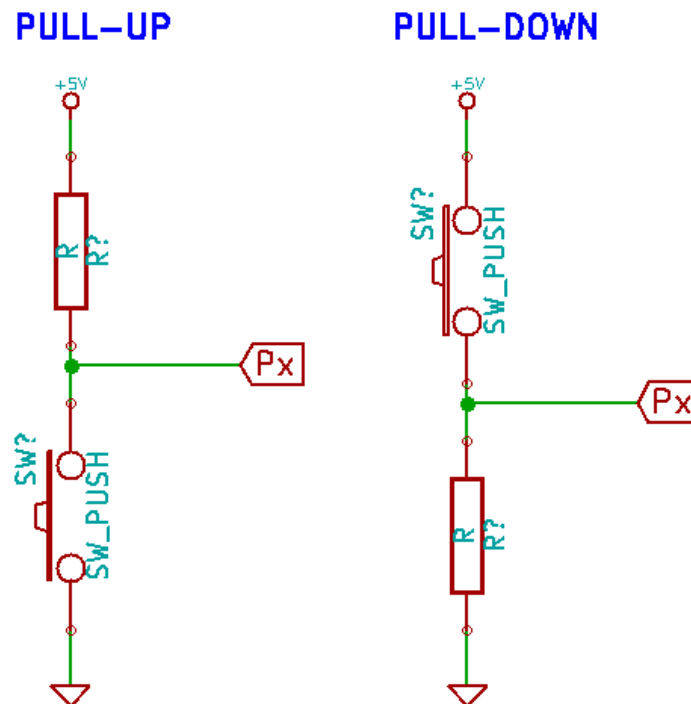 PULL-UP
PULL-DOWN
+5V
R
R?
Px
SW?
SW_PUSH
+5V
SW?
SW_PUSH
Px
R
R?